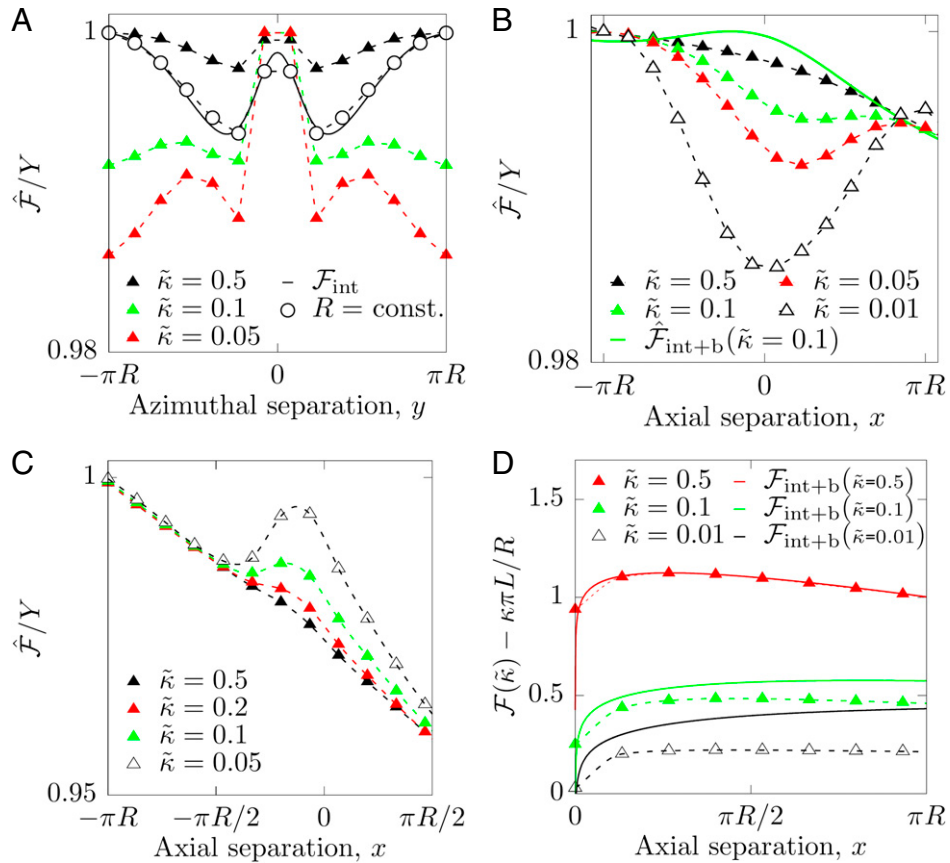 A
1
0.98
F̂/Y
κ̃ = 0.5
κ̃ = 0.1
κ̃ = 0.05
– F_int
R = const.
−πR
0
πR
Azimuthal separation, y
B
1
0.98
F̂/Y
κ̃ = 0.5
κ̃ = 0.1
κ̃ = 0.05
κ̃ = 0.01
F̂_int+b(κ̃ = 0.1)
−πR
0
πR
Axial separation, x
C
1
0.95
F̂/Y
κ̃ = 0.5
κ̃ = 0.2
κ̃ = 0.1
κ̃ = 0.05
−πR
−πR/2
0
πR/2
Axial separation, x
D
1.5
1
0.5
0
F(κ̃) − κπL/R
κ̃ = 0.5
κ̃ = 0.1
κ̃ = 0.01
– F_int+b(κ̃=0.5)
– F_int+b(κ̃=0.1)
– F_int+b(κ̃=0.01)
0
πR/2
πR
Axial separation, x